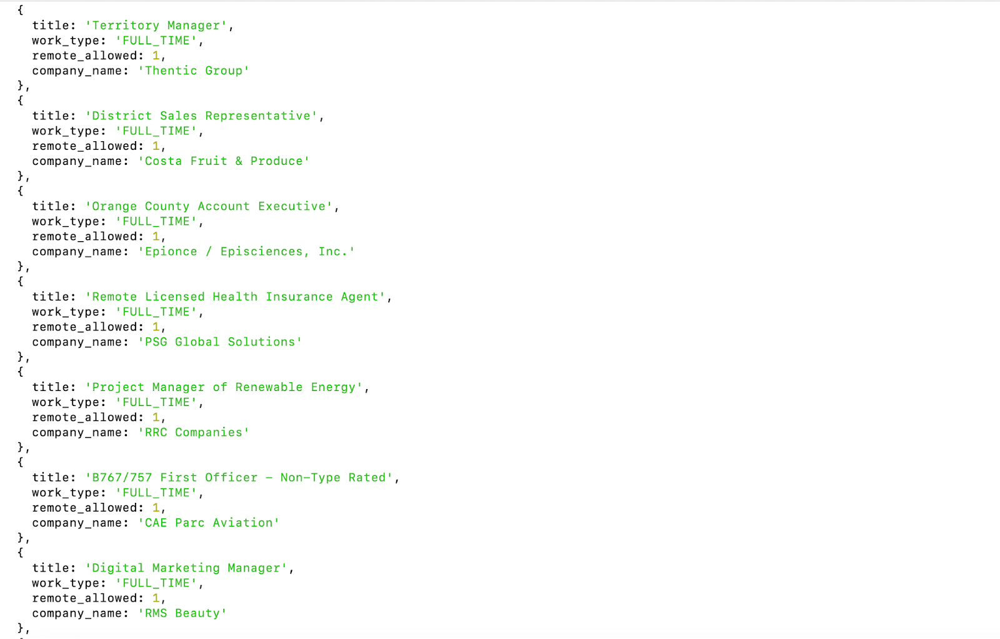 {
title: 'Territory Manager',
work_type: 'FULL_TIME',
remote_allowed: 1,
company_name: 'Thentic Group'
},
{
title: 'District Sales Representative',
work_type: 'FULL_TIME',
remote_allowed: 1,
company_name: 'Costa Fruit & Produce'
},
{
title: 'Orange County Account Executive',
work_type: 'FULL_TIME',
remote_allowed: 1,
company_name: 'Epionce / Episciences, Inc.'
},
{
title: 'Remote Licensed Health Insurance Agent',
work_type: 'FULL_TIME',
remote_allowed: 1,
company_name: 'PSG Global Solutions'
},
{
title: 'Project Manager of Renewable Energy',
work_type: 'FULL_TIME',
remote_allowed: 1,
company_name: 'RRC Companies'
},
{
title: 'B767/757 First Officer – Non-Type Rated',
work_type: 'FULL_TIME',
remote_allowed: 1,
company_name: 'CAE Parc Aviation'
},
{
title: 'Digital Marketing Manager',
work_type: 'FULL_TIME',
remote_allowed: 1,
company_name: 'RMS Beauty'
},